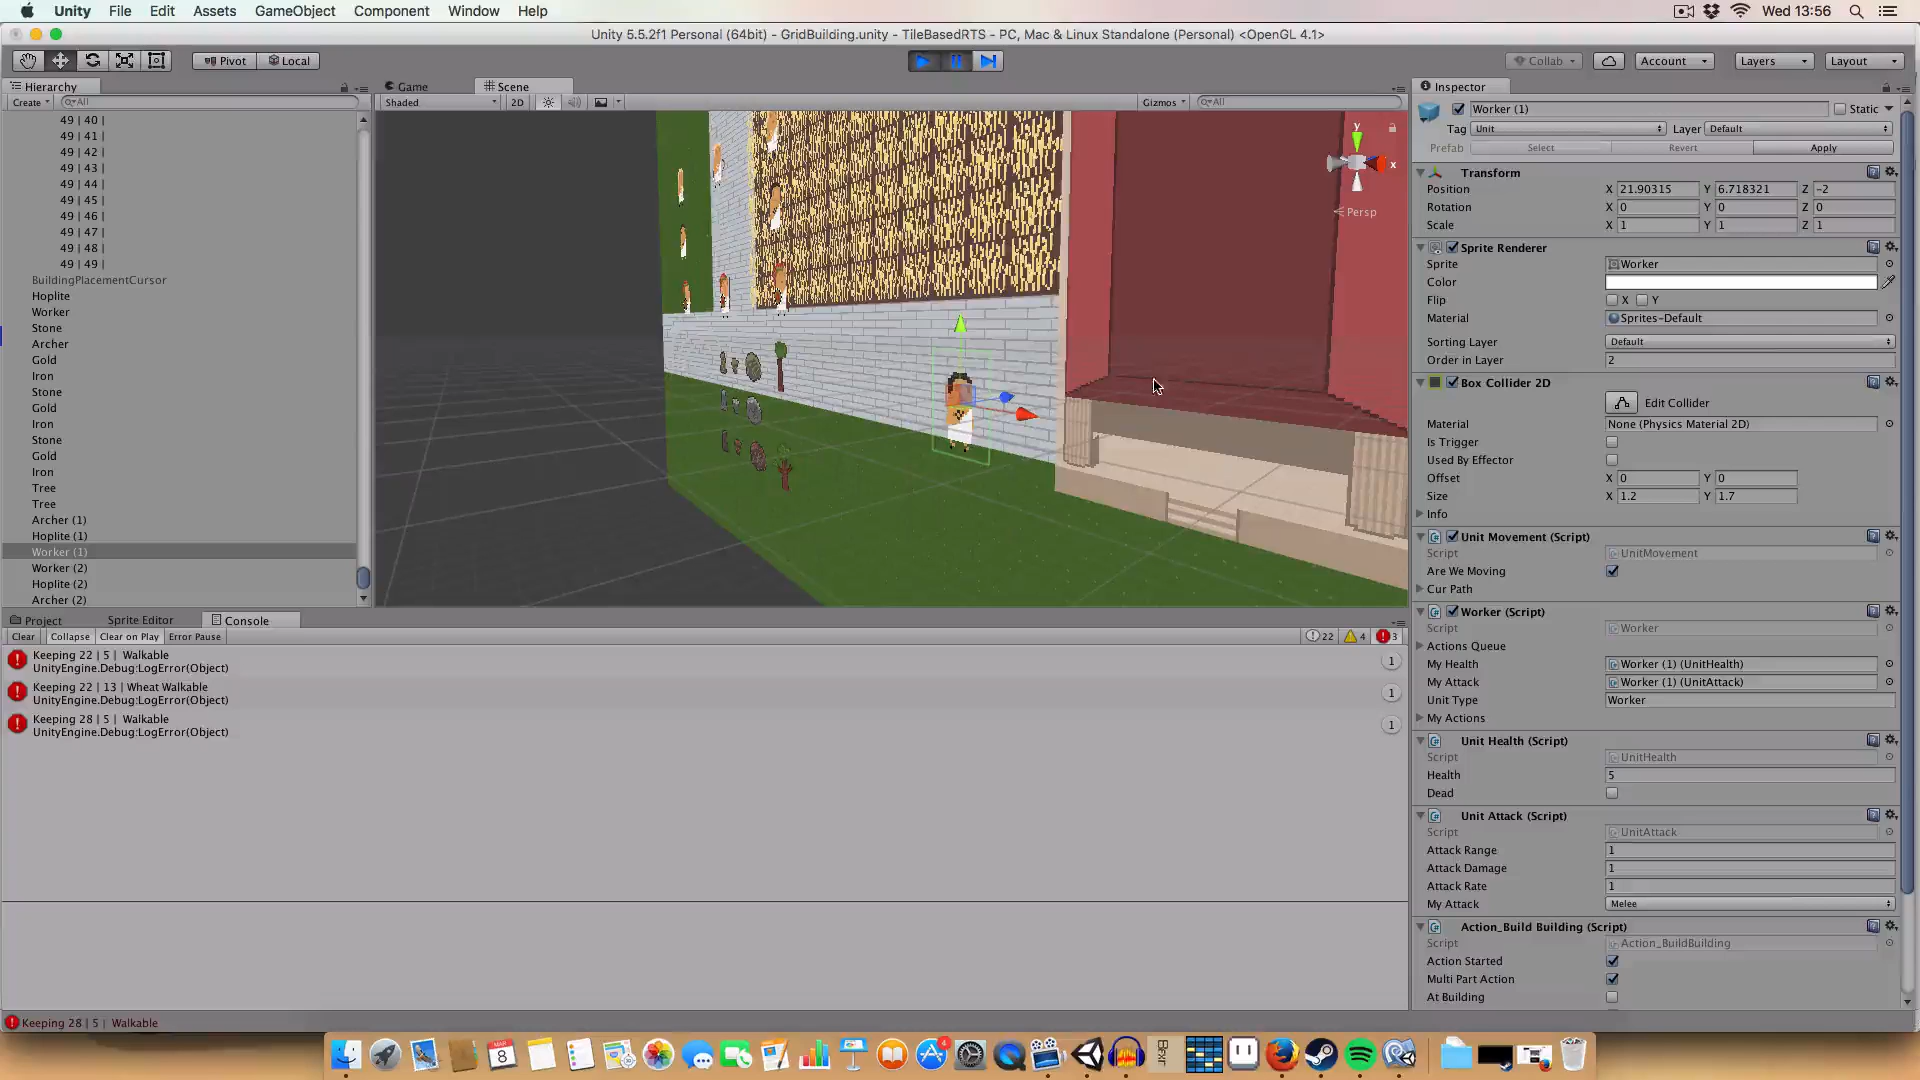 Unity File Edit Assets GameObject Component Window Help Wed 13:56
Unity 5.5.2f1 Personal (64bit) - GridBuilding.unity - TileBasedRTS - PC, Mac & Linux Standalone (Personal) <OpenGL 4.1>
Pivot Local Collab Account Layers Layout
Hierarchy
Create All
49 | 40 |
49 | 41 |
49 | 42 |
49 | 43 |
49 | 44 |
49 | 45 |
49 | 46 |
49 | 47 |
49 | 48 |
49 | 49 |
BuildingPlacementCursor
Hoplite
Worker
Stone
Archer
Gold
Iron
Stone
Gold
Iron
Stone
Gold
Iron
Tree
Tree
Archer (1)
Hoplite (1)
Worker (1)
Worker (2)
Hoplite (2)
Archer (2)
Game Scene
Shaded 2D Gizmos All
y
x
Persp
Project Sprite Editor Console
Clear Collapse Clear on Play Error Pause 22 4 3
Keeping 22 | 5 | Walkable
UnityEngine.Debug:LogError(Object)
1
Keeping 22 | 13 | Wheat Walkable
UnityEngine.Debug:LogError(Object)
1
Keeping 28 | 5 | Walkable
UnityEngine.Debug:LogError(Object)
1
Keeping 28 | 5 | Walkable
Inspector
Worker (1) Static
Tag Unit Layer Default
Prefab Select Revert Apply
Transform
Position X 21.90315 Y 6.718321 Z -2
Rotation X 0 Y 0 Z 0
Scale X 1 Y 1 Z 1
Sprite Renderer
Sprite Worker
Color
Flip X Y
Material Sprites-Default
Sorting Layer Default
Order in Layer 2
Box Collider 2D
Edit Collider
Material None (Physics Material 2D)
Is Trigger
Used By Effector
Offset X 0 Y 0
Size X 1.2 Y 1.7
Info
Unit Movement (Script)
Script UnitMovement
Are We Moving
Cur Path
Worker (Script)
Script Worker
Actions Queue
My Health Worker (1) (UnitHealth)
My Attack Worker (1) (UnitAttack)
Unit Type Worker
My Actions
Unit Health (Script)
Script UnitHealth
Health 5
Dead
Unit Attack (Script)
Script UnitAttack
Attack Range 1
Attack Damage 1
Attack Rate 1
My Attack Melee
Action_Build Building (Script)
Script Action_BuildBuilding
Action Started
Multi Part Action
At Building
MAR
8
4